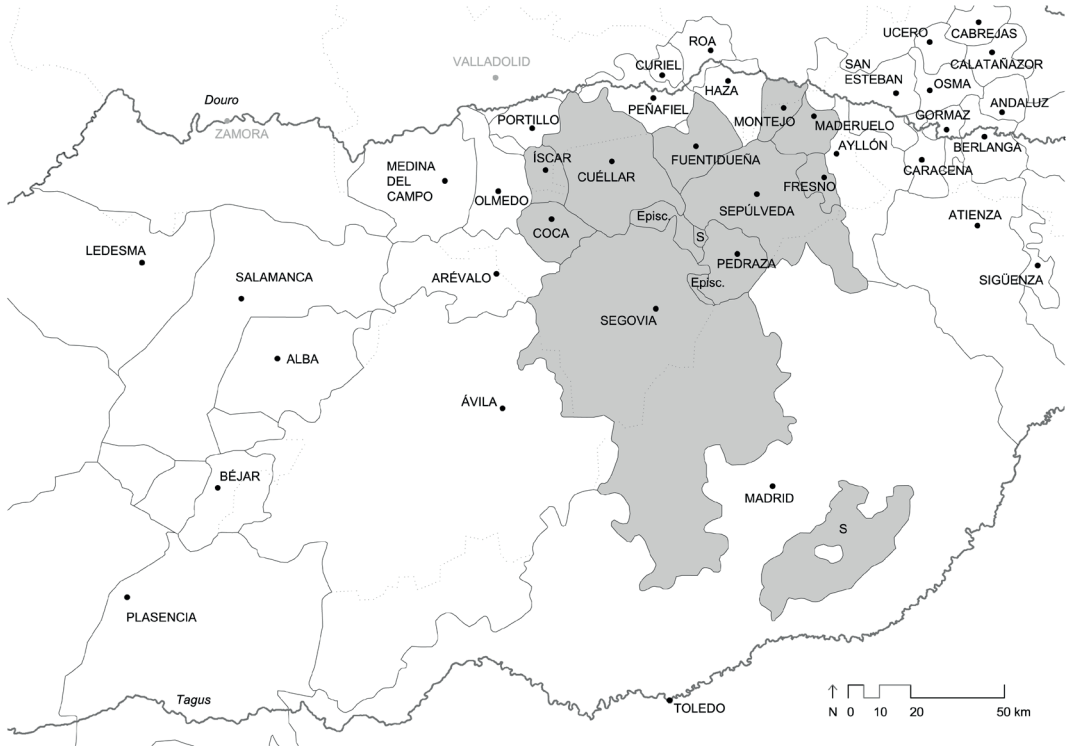 UCERO
CABREJAS
ROA
VALLADOLID
CURIEL
SAN
ESTEBAN
CALATAÑAZOR
HAZA
OSMA
Douro
PEÑAFIEL
ANDALUZ
ZAMORA
PORTILLO
MONTEJO
MADERUELO
GORMAZ
AYLLÓN
BERLANGA
MEDINA
DEL
CAMPO
ÍSCAR
CUÉLLAR
FUENTIDUEÑA
CARACENA
OLMEDO
FRESNO
SEPÚLVEDA
Episc.
ATIENZA
COCA
S
LEDESMA
PEDRAZA
SALAMANCA
ARÉVALO
Episc.
SIGÜENZA
SEGOVIA
ALBA
ÁVILA
BÉJAR
MADRID
S
PLASENCIA
Tagus
TOLEDO
N 0 10 20 50 km